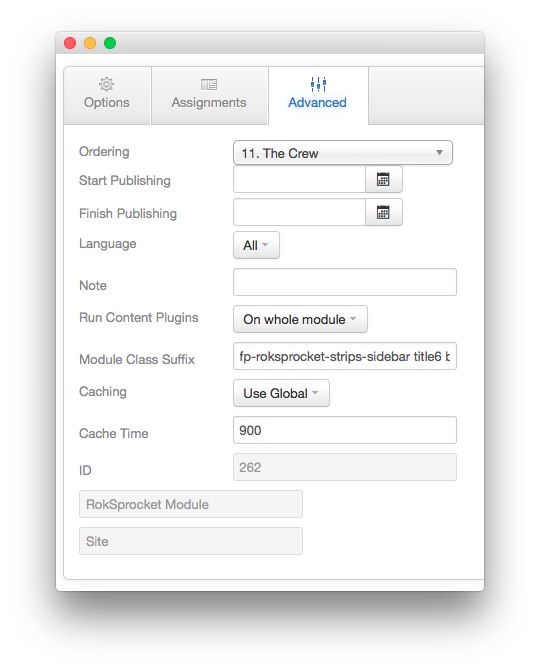 Options
Assignments
Advanced
Ordering
11. The Crew
Start Publishing
Finish Publishing
Language
All
Note
Run Content Plugins
On whole module
Module Class Suffix
fp-roksprocket-strips-sidebar title6
Caching
Use Global
Cache Time
900
ID
262
RokSprocket Module
Site